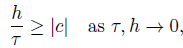 h/τ ≥ |c| as τ, h → 0,